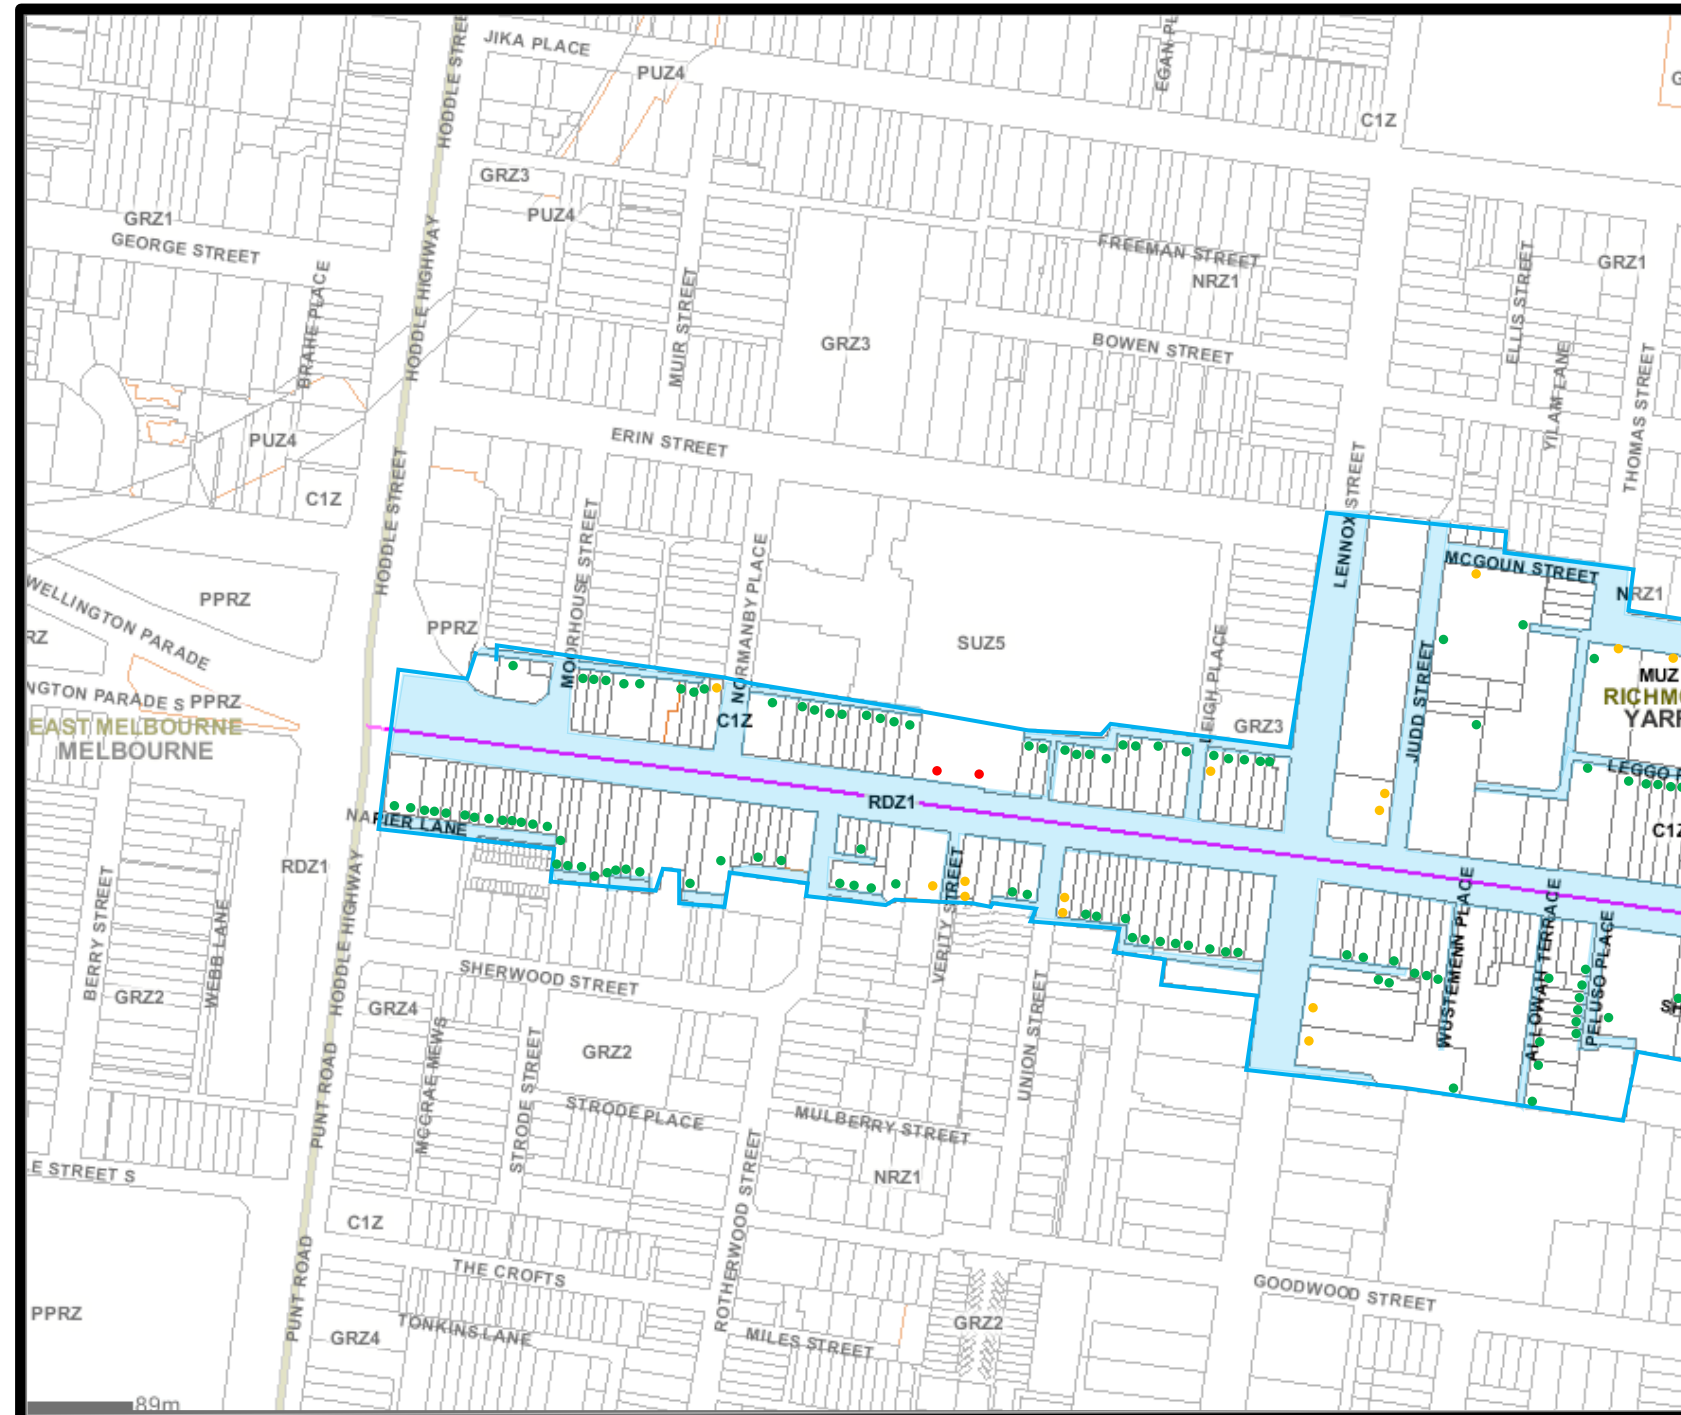 JIKA PLACE
HODDLE STREE
PUZ4
EGAN PL
G
C1Z
GRZ3
PUZ4
GRZ1
GEORGE STREET
BRAHE PLACE
HODDLE HIGHWAY
MUIR STREET
FREEMAN STREET
NRZ1
GRZ1
ELLIS STREET
GRZ3
BOWEN STREET
YILAM LANE
THOMAS STREET
ERIN STREET
PUZ4
C1Z
HODDLE STREET
LENNOX STREET
MOORHOUSE STREET
NORMANBY PLACE
MCGOUN STREET
NRZ1
WELLINGTON PARADE
PPRZ
PPRZ
RZ
SUZ5
LEIGH PLACE
JUDD STREET
MUZ
RICHM
YARR
NGTON PARADE S
PPRZ
EAST MELBOURNE
MELBOURNE
C1Z
GRZ3
LEGGO
RDZ1
C1Z
NAPIER LANE
RDZ1
HODDLE HIGHWAY
BERRY STREET
WEBB LANE
VERITY STREET
WUSTEMENN PLACE
ALLOWAH TERRACE
PELUSO PLACE
SHERWOOD STREET
GRZ2
GRZ4
MCCRAE MEWS
STRODE STREET
GRZ2
UNION STREET
PUNT ROAD
STRODE PLACE
MULBERRY STREET
E STREET S
NRZ1
ROTHERWOOD STREET
C1Z
THE CROFTS
PUNT ROAD
GOODWOOD STREET
PPRZ
GRZ4
TONKINS LANE
MILES STREET
GRZ2
89m